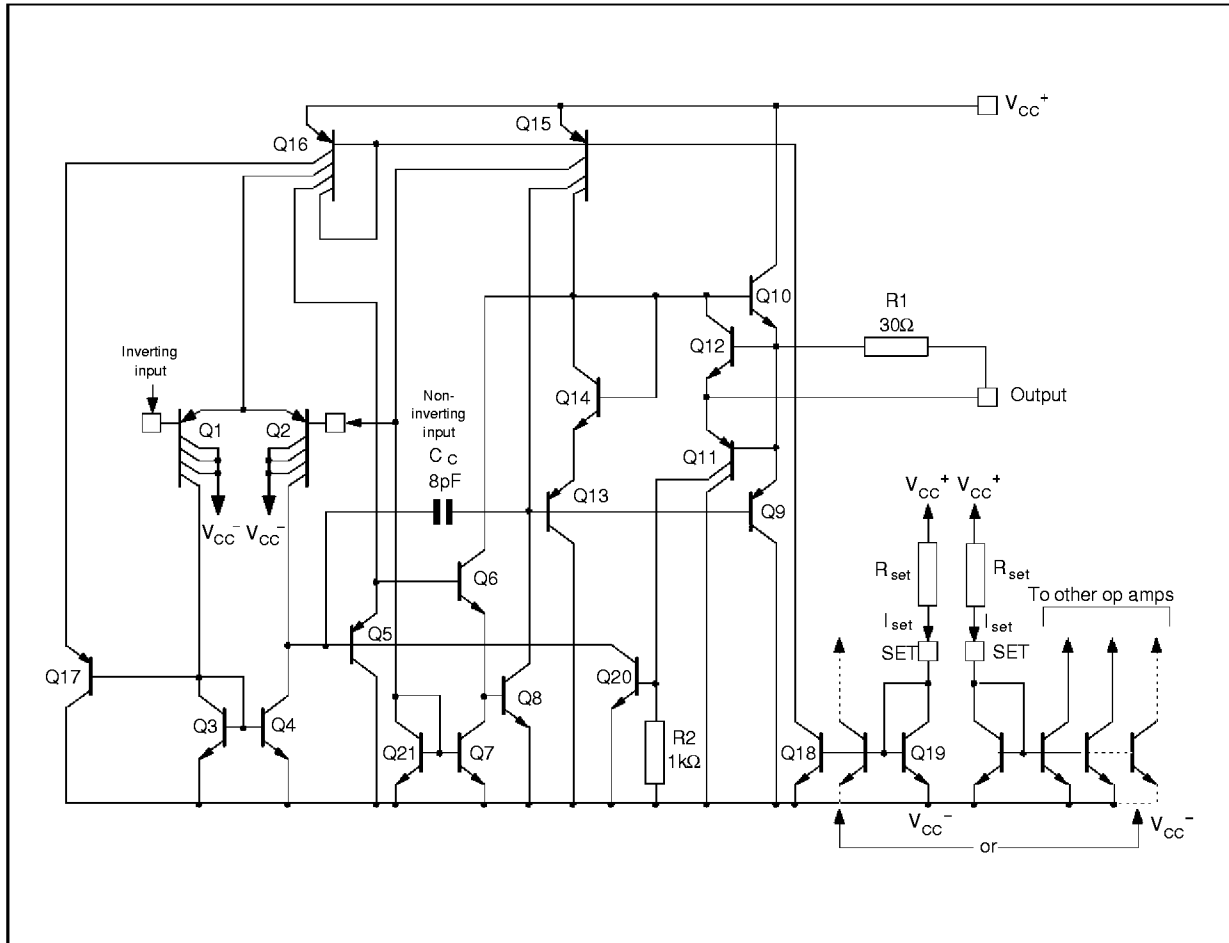 VCC+
Q15
Q16
Q10
R1
30Ω
Q12
Inverting
input
Output
Q14
Non-
inverting
input
CC
8pF
Q1
Q2
Q11
VCC+ VCC+
Q13
Q9
VCC− VCC−
Rset
Rset
Q6
To other op amps
Iset
Iset
Q5
SET
SET
Q17
Q20
Q3
Q4
Q8
R2
1kΩ
Q21
Q7
Q18
Q19
VCC−
VCC−
or